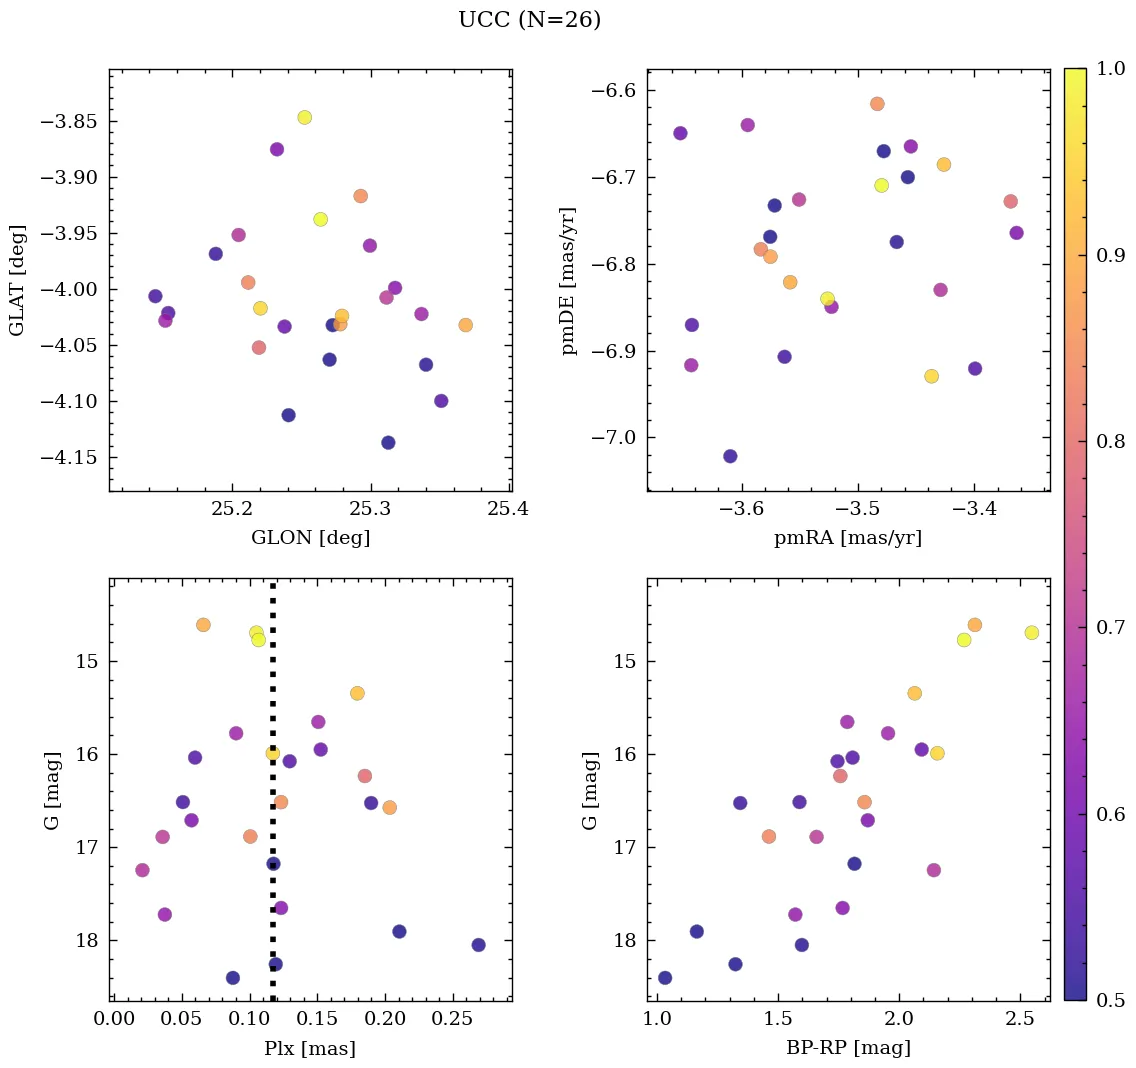 UCC (N=26)
−3.85
−3.90
−3.95
−4.00
−4.05
−4.10
−4.15
GLAT [deg]
25.2 25.3 25.4
GLON [deg]
−6.6
−6.7
−6.8
−6.9
−7.0
pmDE [mas/yr]
−3.6 −3.5 −3.4
pmRA [mas/yr]
15
16
17
18
G [mag]
0.00 0.05 0.10 0.15 0.20 0.25
Plx [mas]
15
16
17
18
G [mag]
1.0 1.5 2.0 2.5
BP-RP [mag]
1.0
0.9
0.8
0.7
0.6
0.5